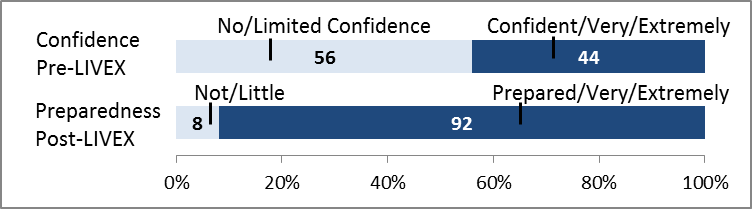 No/Limited Confidence Confident/Very/Extremely
Confidence
Pre-LIVEX
56 44
Not/Little Prepared/Very/Extremely
Preparedness
Post-LIVEX
8 92
0% 20% 40% 60% 80% 100%